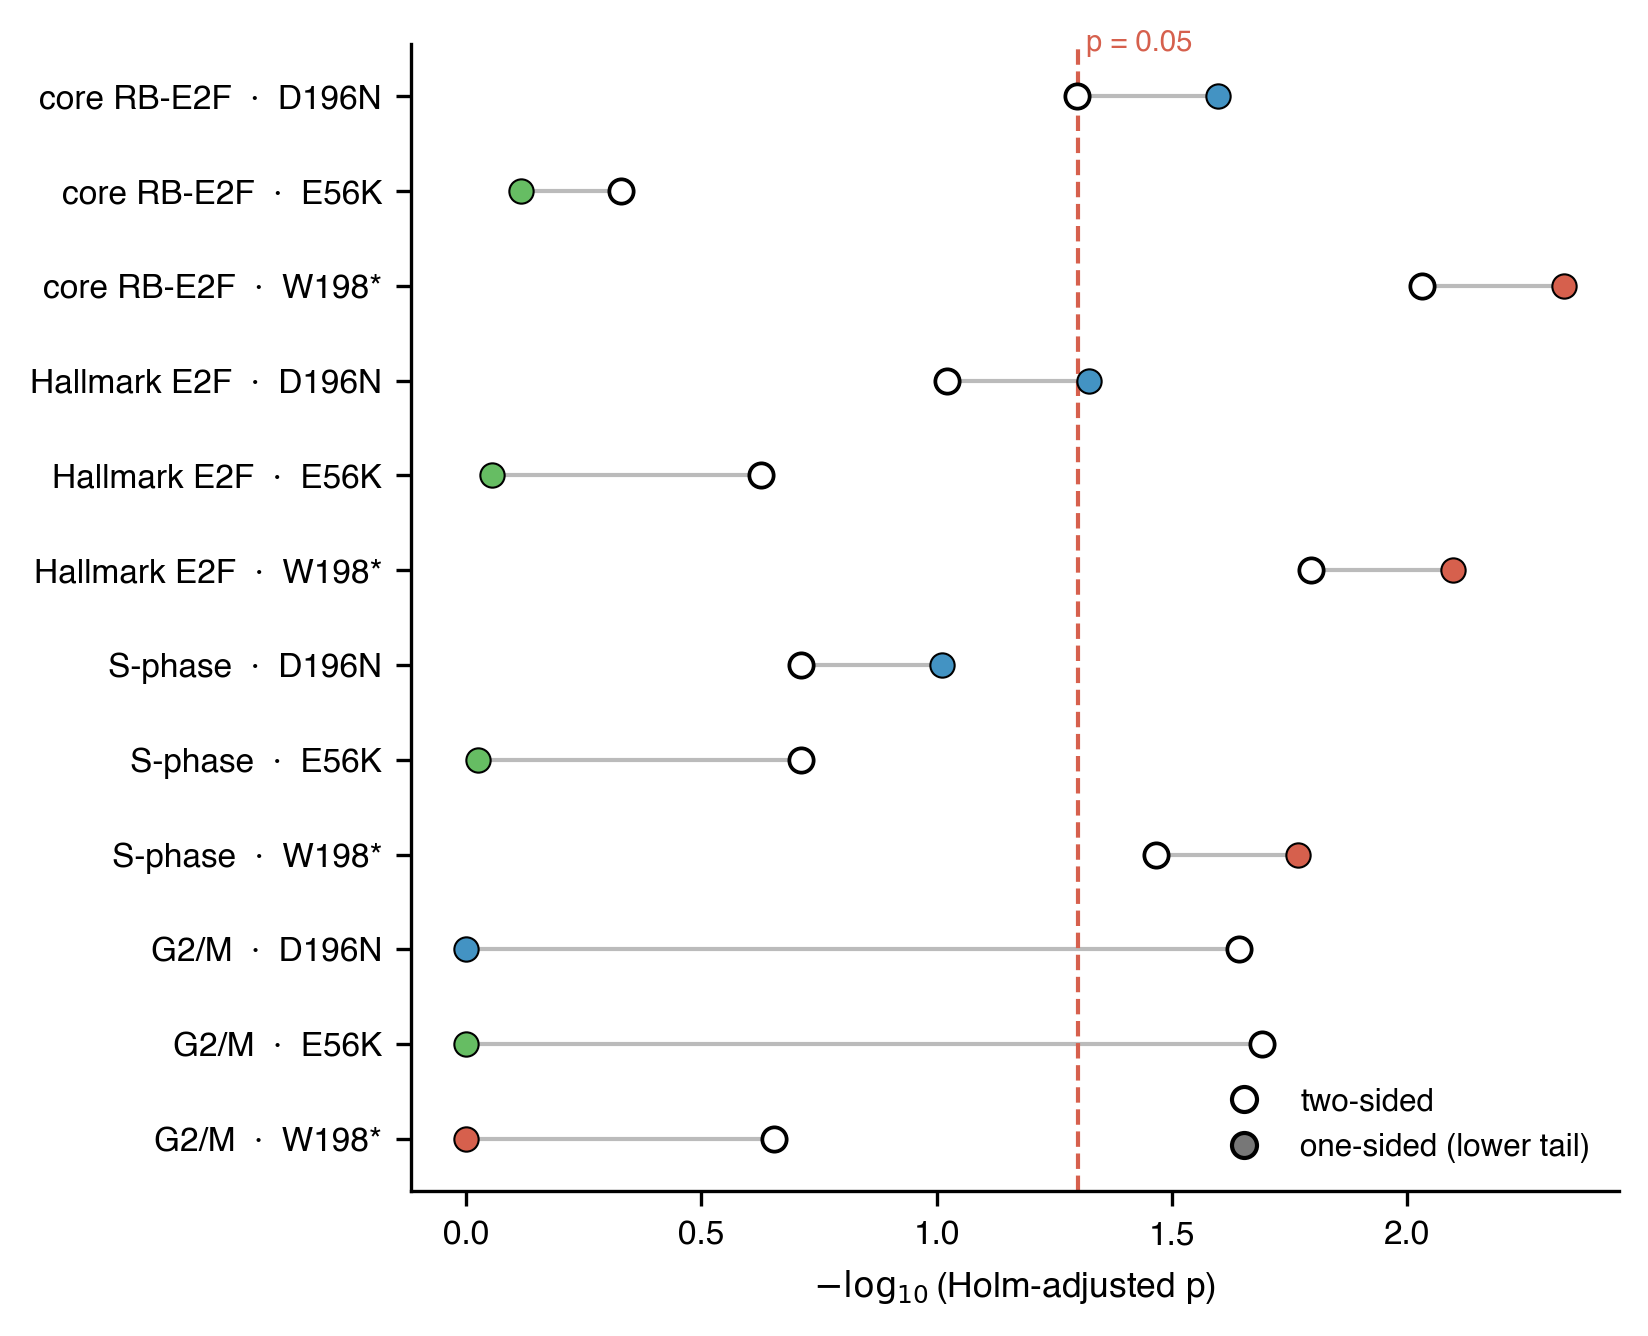 p = 0.05
core RB-E2F · D196N
core RB-E2F · E56K
core RB-E2F · W198*
Hallmark E2F · D196N
Hallmark E2F · E56K
Hallmark E2F · W198*
S-phase · D196N
S-phase · E56K
S-phase · W198*
G2/M · D196N
G2/M · E56K
G2/M · W198*
two-sided
one-sided (lower tail)
0.0 0.5 1.0 1.5 2.0
−log₁₀ (Holm-adjusted p)